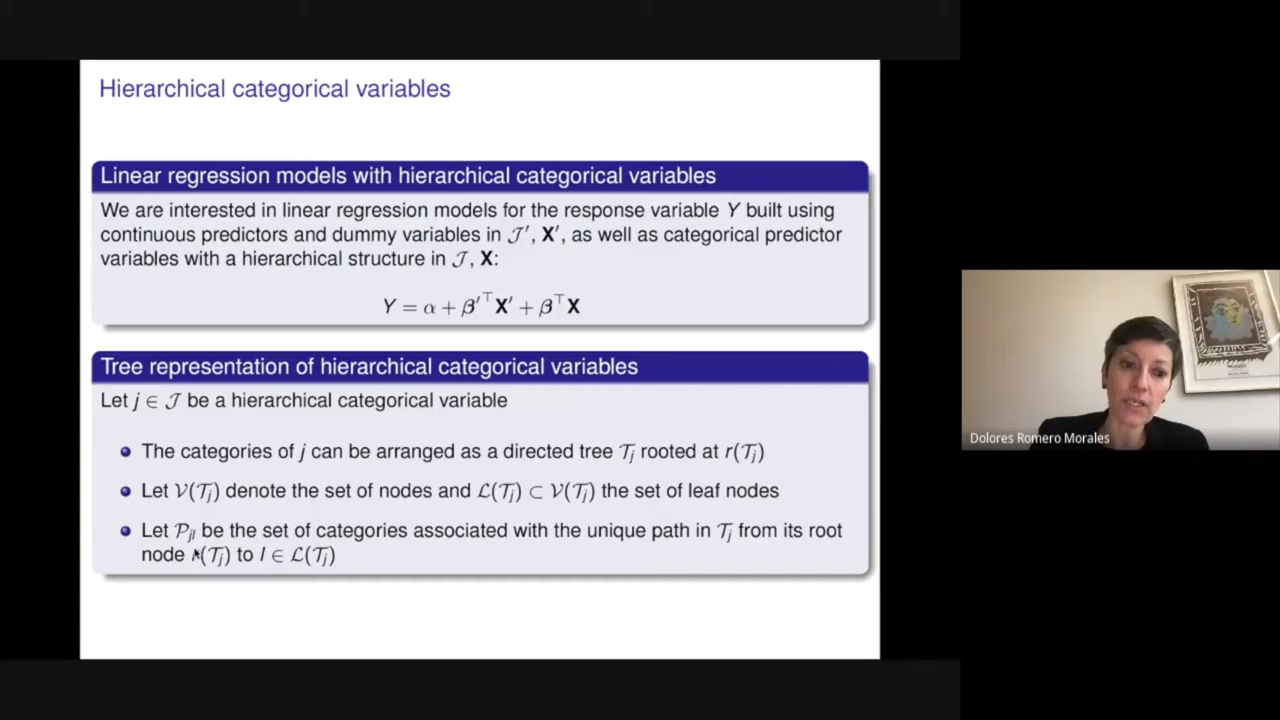 Hierarchical categorical variables
Linear regression models with hierarchical categorical variables
We are interested in linear regression models for the response variable Y built using
continuous predictors and dummy variables in 𝒥′, X′, as well as categorical predictor
variables with a hierarchical structure in 𝒥, X:
Y = α + β′⊤X′ + β⊤X
Tree representation of hierarchical categorical variables
Let j ∈ 𝒥 be a hierarchical categorical variable
The categories of j can be arranged as a directed tree 𝒯j rooted at r(𝒯j)
Let 𝒱(𝒯j) denote the set of nodes and ℒ(𝒯j) ⊂ 𝒱(𝒯j) the set of leaf nodes
Let 𝒫jl be the set of categories associated with the unique path in 𝒯j from its root
node r(𝒯j) to l ∈ ℒ(𝒯j)
Dolores Romero Morales